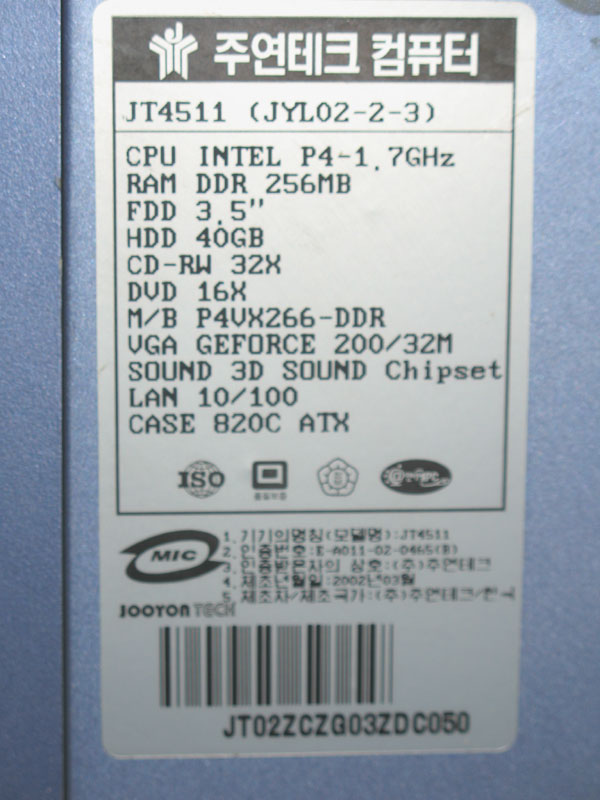 주연테크 컴퓨터
JT4511 (JYL02-2-3)
CPU INTEL P4-1.7GHz
RAM DDR 256MB
FDD 3.5"
HDD 40GB
CD-RW 32X
DVD 16X
M/B P4VX266-DDR
VGA GEFORCE 200/32M
SOUND 3D SOUND Chipset
LAN 10/100
CASE 820C ATX
ISO
MIC
1. 기기의명칭(모델명):JT4511
2. 인증번호:E-A011-02-0465(B)
3. 인증받은자의 상호:(주)주연테크
4. 제조년월일:2002년03월
5. 제조자/제조국가:(주)주연테크/한국
JOOYON TECH
JT02ZCZG03ZDC050